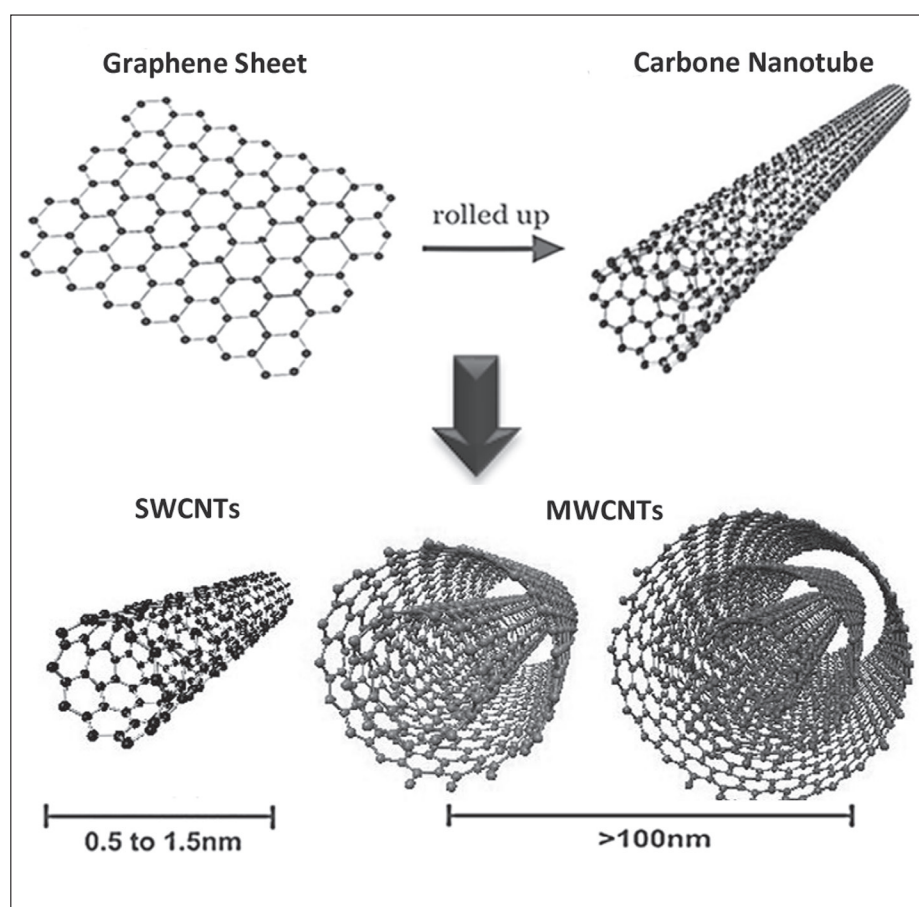 Graphene Sheet
Carbone Nanotube
rolled up
SWCNTs
MWCNTs
0.5 to 1.5nm
>100nm